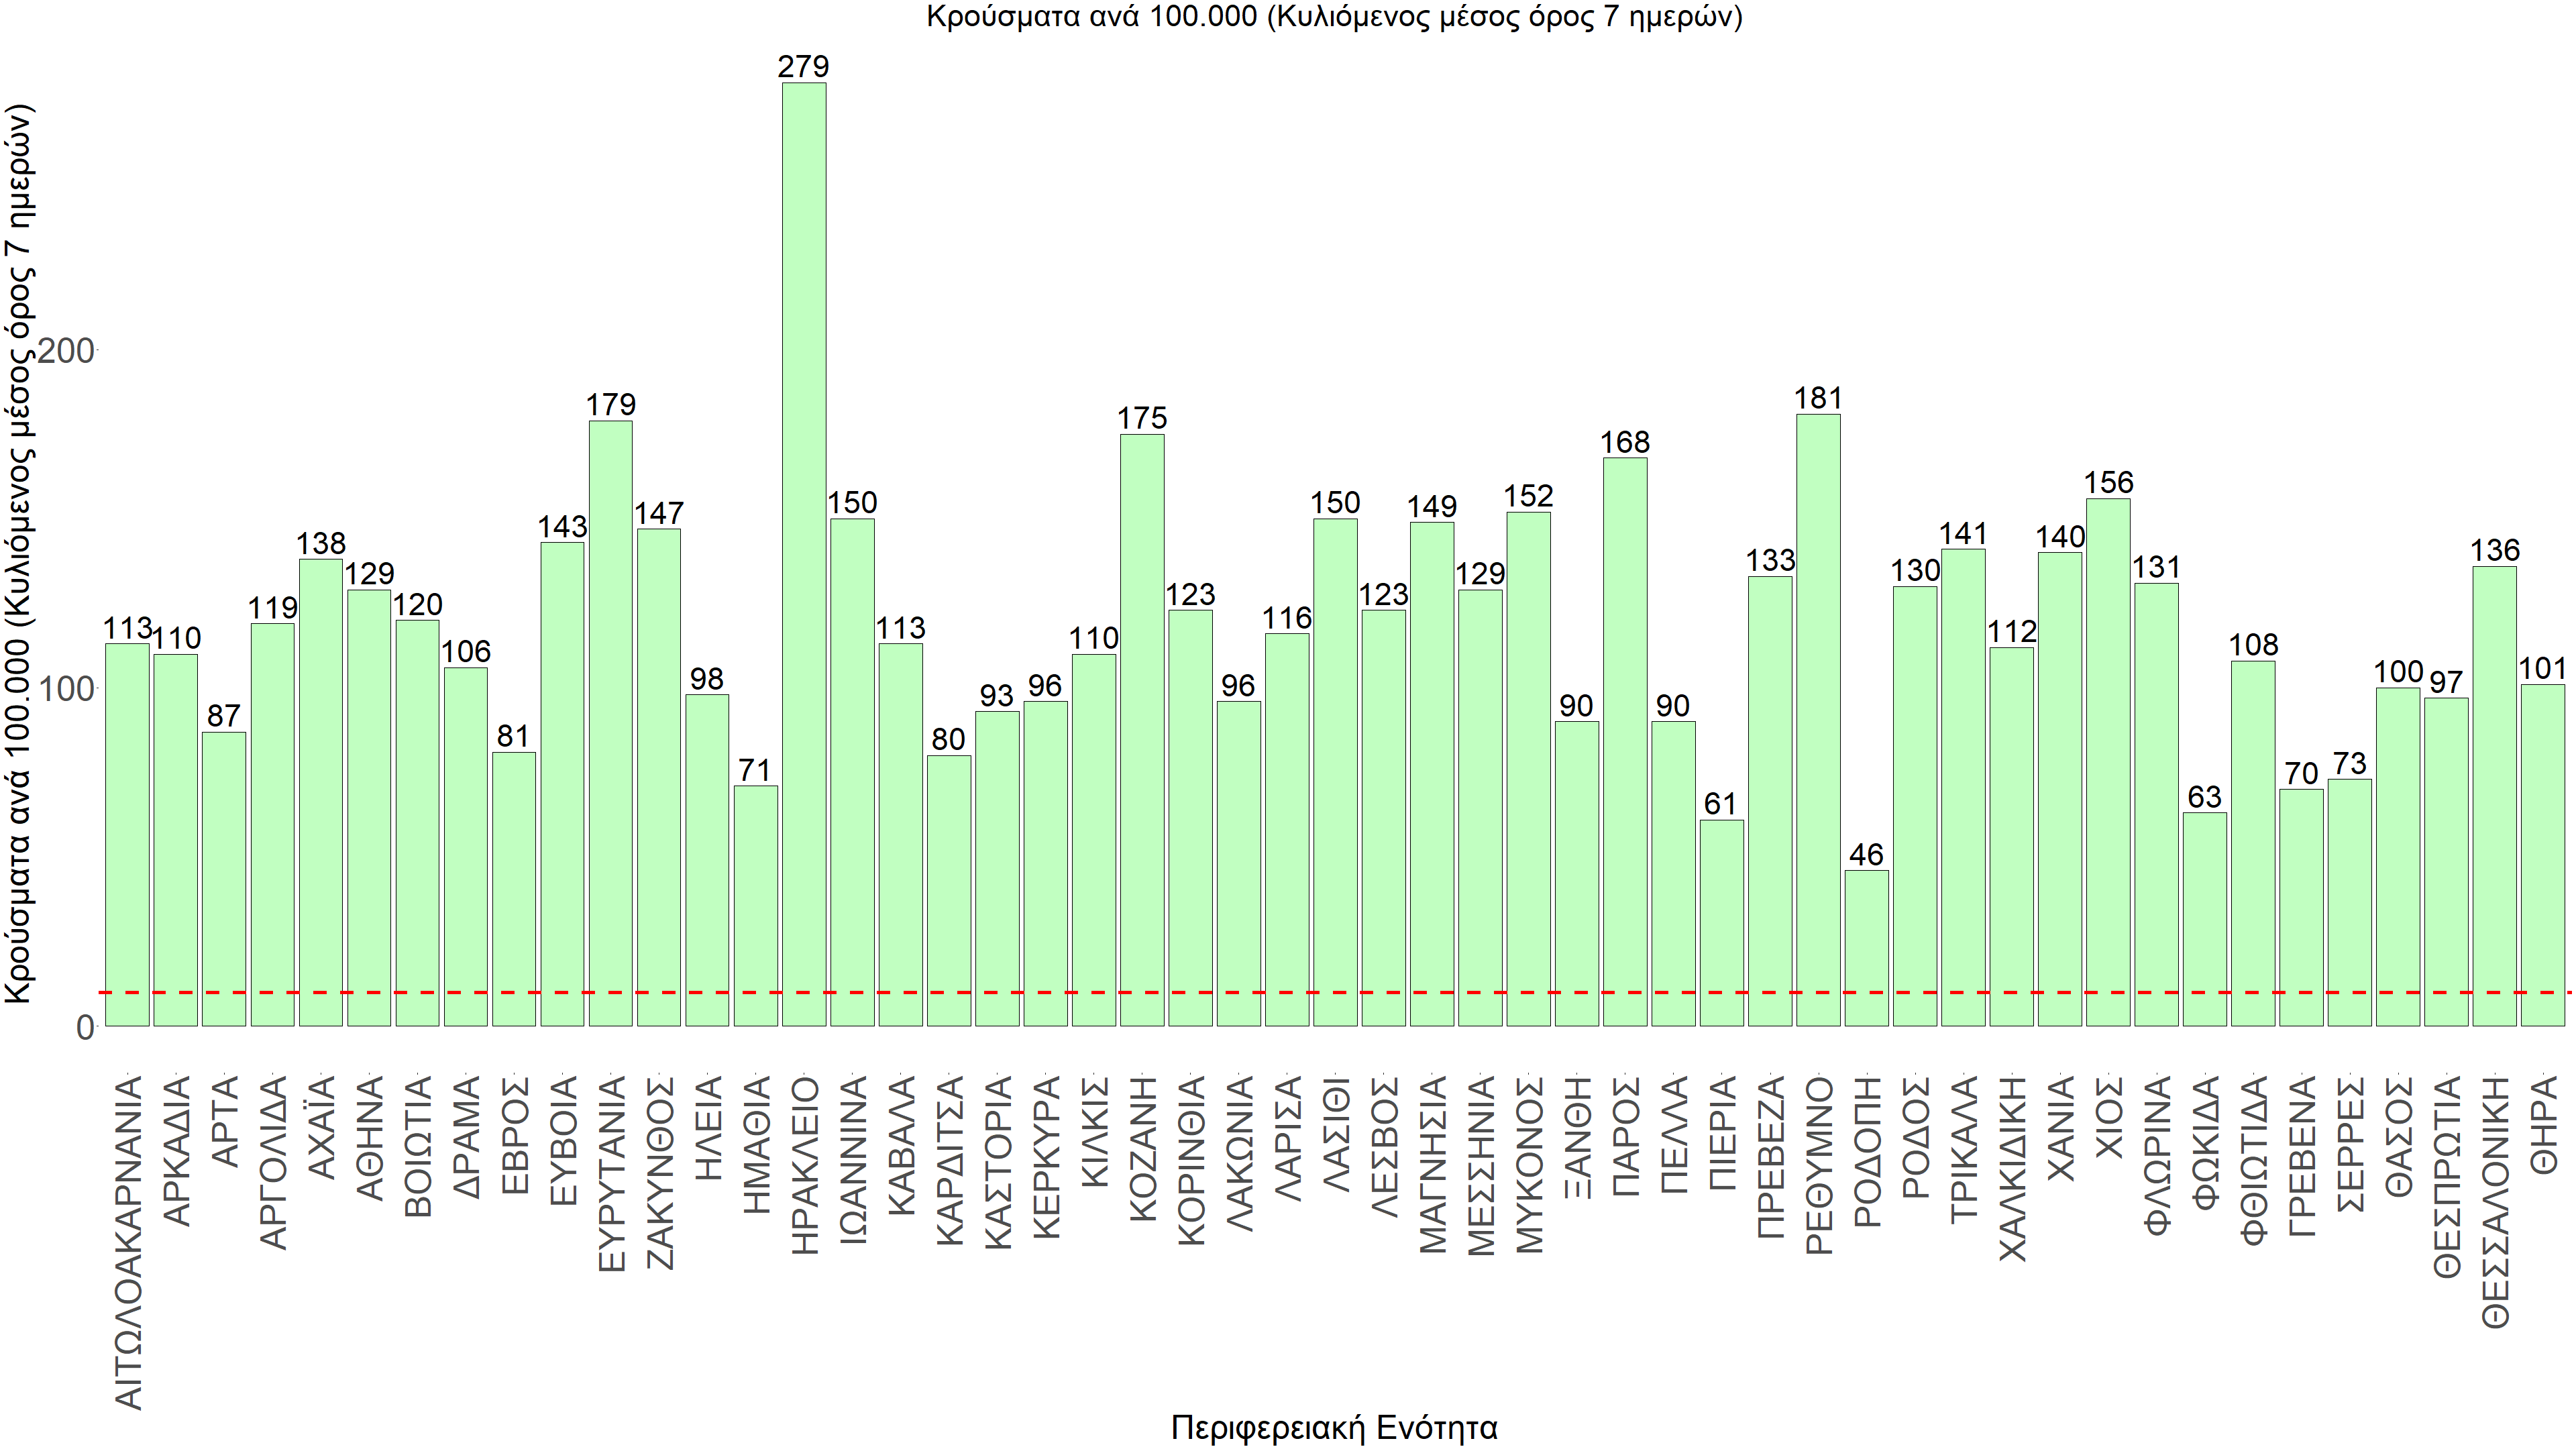 Κρούσματα ανά 100.000 (Κυλιόμενος μέσος όρος 7 ημερών)
Κρούσματα ανά 100.000 (Κυλιόμενος μέσος όρος 7 ημερών)
200
100
0
113
110
87
119
138
129
120
106
81
143
179
147
98
71
279
150
113
80
93
96
110
175
123
96
116
150
123
149
129
152
90
168
90
61
133
181
46
130
141
112
140
156
131
63
108
70
73
100
97
136
101
ΑΙΤΩΛΟΑΚΑΡΝΑΝΙΑ
ΑΡΚΑΔΙΑ
ΑΡΤΑ
ΑΡΓΟΛΙΔΑ
ΑΧΑΪΑ
ΑΘΗΝΑ
ΒΟΙΩΤΙΑ
ΔΡΑΜΑ
ΕΒΡΟΣ
ΕΥΒΟΙΑ
ΕΥΡΥΤΑΝΙΑ
ΖΑΚΥΝΘΟΣ
ΗΛΕΙΑ
ΗΜΑΘΙΑ
ΗΡΑΚΛΕΙΟ
ΙΩΑΝΝΙΝΑ
ΚΑΒΑΛΑ
ΚΑΡΔΙΤΣΑ
ΚΑΣΤΟΡΙΑ
ΚΕΡΚΥΡΑ
ΚΙΛΚΙΣ
ΚΟΖΑΝΗ
ΚΟΡΙΝΘΙΑ
ΛΑΚΩΝΙΑ
ΛΑΡΙΣΑ
ΛΑΣΙΘΙ
ΛΕΣΒΟΣ
ΜΑΓΝΗΣΙΑ
ΜΕΣΣΗΝΙΑ
ΜΥΚΟΝΟΣ
ΞΑΝΘΗ
ΠΑΡΟΣ
ΠΕΛΛΑ
ΠΙΕΡΙΑ
ΠΡΕΒΕΖΑ
ΡΕΘΥΜΝΟ
ΡΟΔΟΠΗ
ΡΟΔΟΣ
ΤΡΙΚΑΛΑ
ΧΑΛΚΙΔΙΚΗ
ΧΑΝΙΑ
ΧΙΟΣ
ΦΛΩΡΙΝΑ
ΦΩΚΙΔΑ
ΦΘΙΩΤΙΔΑ
ΓΡΕΒΕΝΑ
ΣΕΡΡΕΣ
ΘΑΣΟΣ
ΘΕΣΠΡΩΤΙΑ
ΘΕΣΣΑΛΟΝΙΚΗ
ΘΗΡΑ
Περιφερειακή Ενότητα